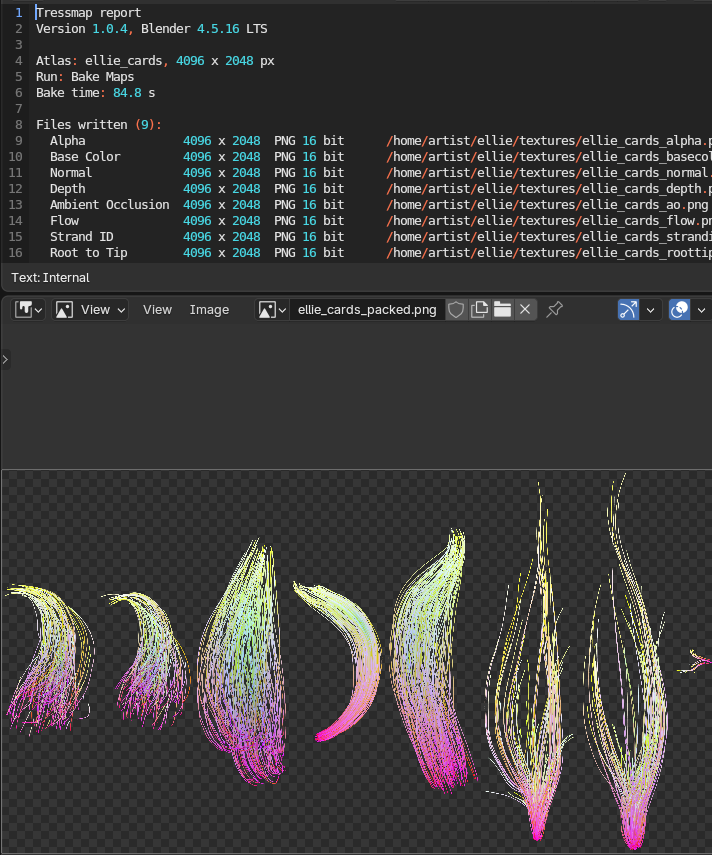 1 Tressmap report
2 Version 1.0.4, Blender 4.5.16 LTS
3
4 Atlas: ellie_cards, 4096 x 2048 px
5 Run: Bake Maps
6 Bake time: 84.8 s
7
8 Files written (9):
9 Alpha 4096 x 2048 PNG 16 bit /home/artist/ellie/textures/ellie_cards_alpha.p
10 Base Color 4096 x 2048 PNG 16 bit /home/artist/ellie/textures/ellie_cards_basecol
11 Normal 4096 x 2048 PNG 16 bit /home/artist/ellie/textures/ellie_cards_normal.
12 Depth 4096 x 2048 PNG 16 bit /home/artist/ellie/textures/ellie_cards_depth.p
13 Ambient Occlusion 4096 x 2048 PNG 16 bit /home/artist/ellie/textures/ellie_cards_ao.png
14 Flow 4096 x 2048 PNG 16 bit /home/artist/ellie/textures/ellie_cards_flow.pn
15 Strand ID 4096 x 2048 PNG 16 bit /home/artist/ellie/textures/ellie_cards_strandi
16 Root to Tip 4096 x 2048 PNG 16 bit /home/artist/ellie/textures/ellie_cards_roottip
Text: Internal
View View Image ellie_cards_packed.png